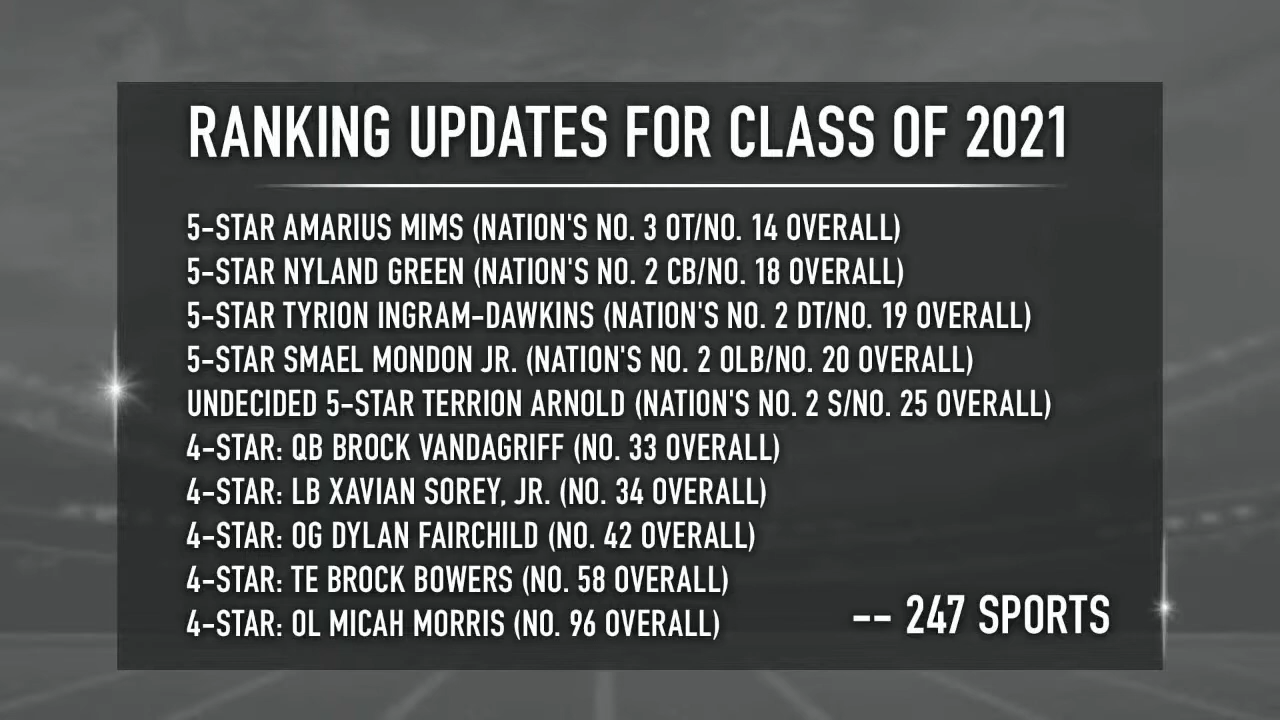 RANKING UPDATES FOR CLASS OF 2021
5-STAR AMARIUS MIMS (NATION'S NO. 3 OT/NO. 14 OVERALL)
5-STAR NYLAND GREEN (NATION'S NO. 2 CB/NO. 18 OVERALL)
5-STAR TYRION INGRAM-DAWKINS (NATION'S NO. 2 DT/NO. 19 OVERALL)
5-STAR SMAEL MONDON JR. (NATION'S NO. 2 OLB/NO. 20 OVERALL)
UNDECIDED 5-STAR TERRION ARNOLD (NATION'S NO. 2 S/NO. 25 OVERALL)
4-STAR: QB BROCK VANDAGRIFF (NO. 33 OVERALL)
4-STAR: LB XAVIAN SOREY, JR. (NO. 34 OVERALL)
4-STAR: OG DYLAN FAIRCHILD (NO. 42 OVERALL)
4-STAR: TE BROCK BOWERS (NO. 58 OVERALL)
4-STAR: OL MICAH MORRIS (NO. 96 OVERALL)
-- 247 SPORTS